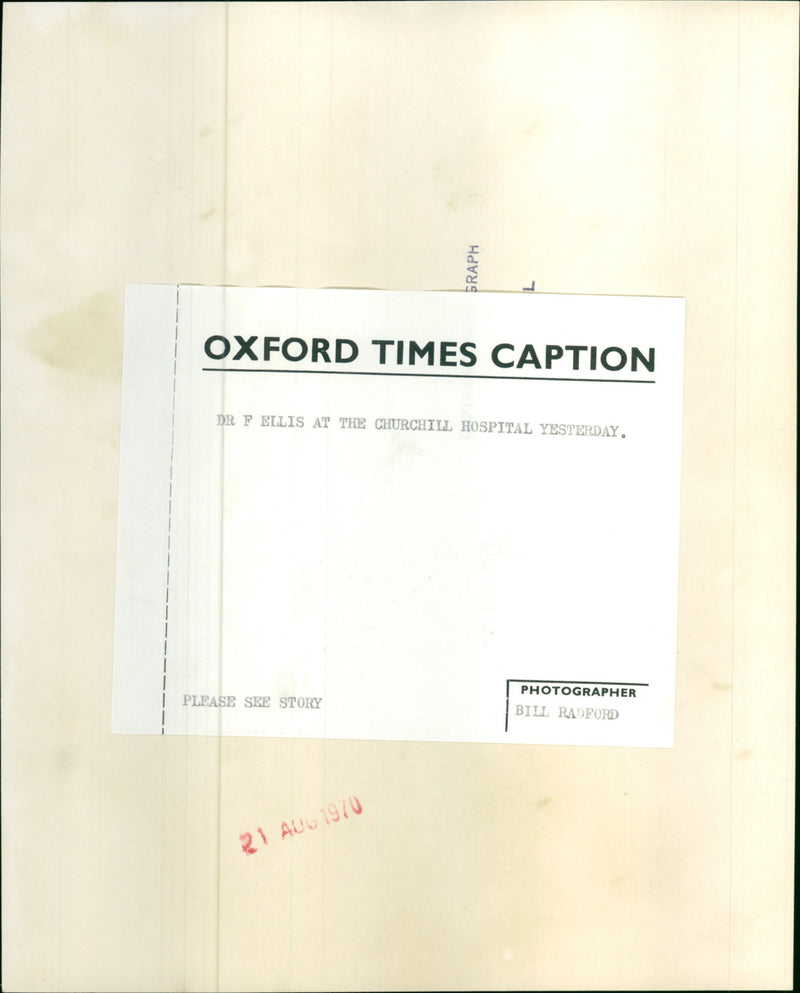 GRAPH
L
OXFORD TIMES CAPTION
DR F ELLIS AT THE CHURCHILL HOSPITAL YESTERDAY.
PLEASE SEE STORY
PHOTOGRAPHER
BILL RADFORD
21 AUG 1970